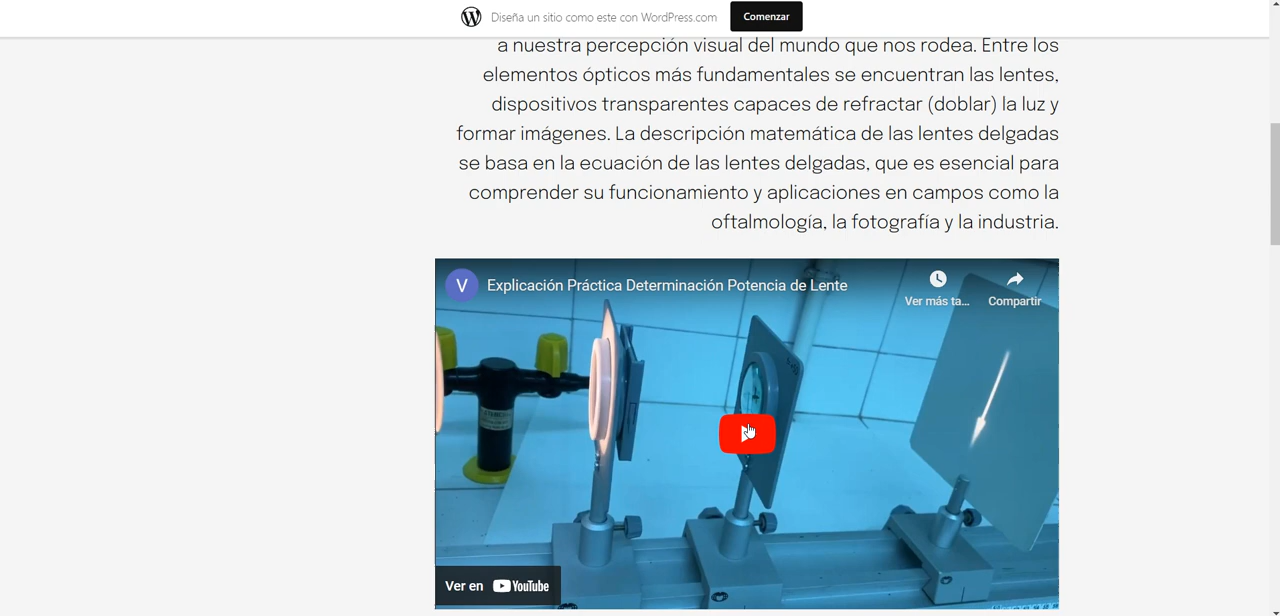 Diseña un sitio como este con WordPress.com
Comenzar
a nuestra percepción visual del mundo que nos rodea. Entre los
elementos ópticos más fundamentales se encuentran las lentes,
dispositivos transparentes capaces de refractar (doblar) la luz y
formar imágenes. La descripción matemática de las lentes delgadas
se basa en la ecuación de las lentes delgadas, que es esencial para
comprender su funcionamiento y aplicaciones en campos como la
oftalmología, la fotografía y la industria.
V
Explicación Práctica Determinación Potencia de Lente
Ver más ta...
Compartir
Ver en YouTube